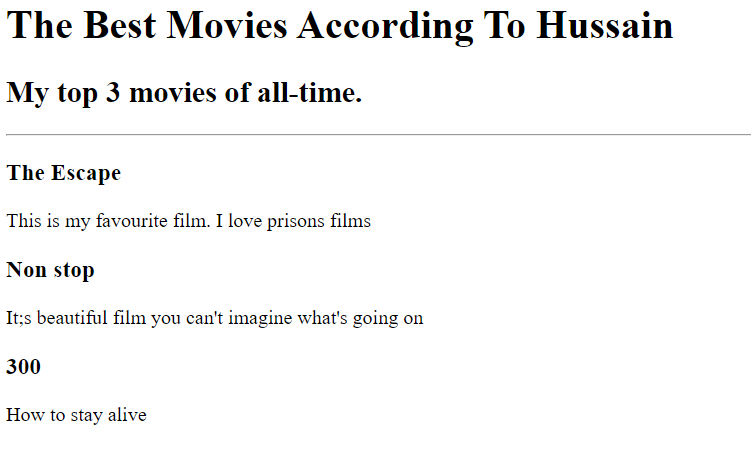 The Best Movies According To Hussain
My top 3 movies of all-time.
The Escape
This is my favourite film. I love prisons films
Non stop
It;s beautiful film you can't imagine what's going on
300
How to stay alive